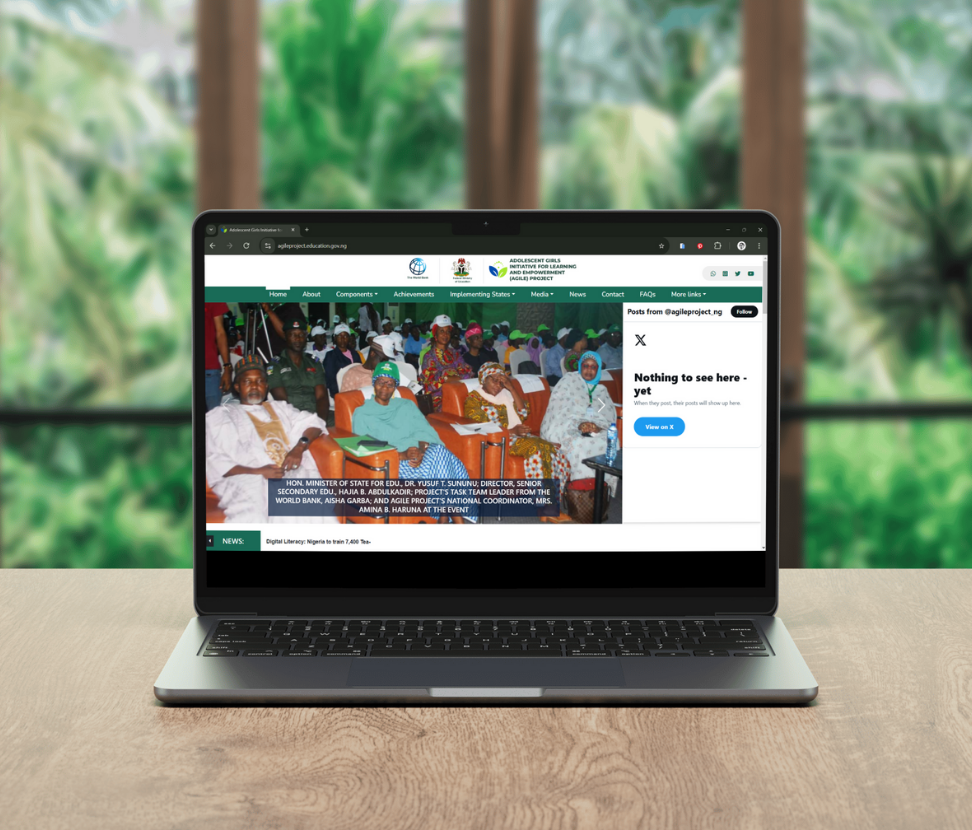 Adolescent Girls Initiative
agileproject.education.gov.ng
The World Bank
ADOLESCENT GIRLS
INITIATIVE FOR LEARNING
AND EMPOWERMENT
(AGILE) PROJECT
Home About Components Achievements Implementing States Media News Contact FAQs More links
Posts from @agileproject_ng Follow
Nothing to see here -
yet
When they post, their posts will show up here.
View on X
HON. MINISTER OF STATE FOR EDU., DR. YUSUF T. SUNUNU; DIRECTOR, SENIOR
SECONDARY EDU., HAJIA B. ABDULKADIR; PROJECT'S TASK TEAM LEADER FROM THE
WORLD BANK, AISHA GARBA; AND AGILE PROJECT'S NATIONAL COORDINATOR, MRS.
AMINA B. HARUNA AT THE EVENT
NEWS: Digital Literacy: Nigeria to train 7,400 Tea-